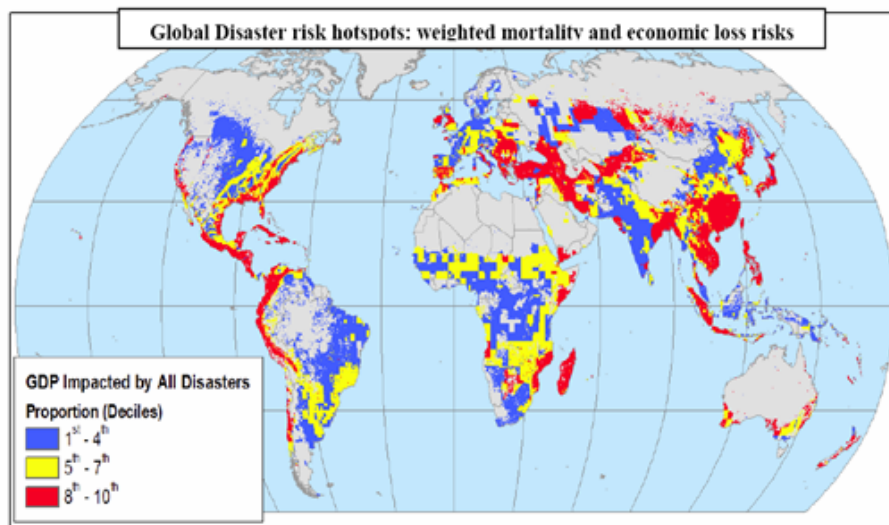 Global Disaster risk hotspots: weighted mortality and economic loss risks
GDP Impacted by All Disasters
Proportion (Deciles)
1st - 4th
5th - 7th
8th - 10th